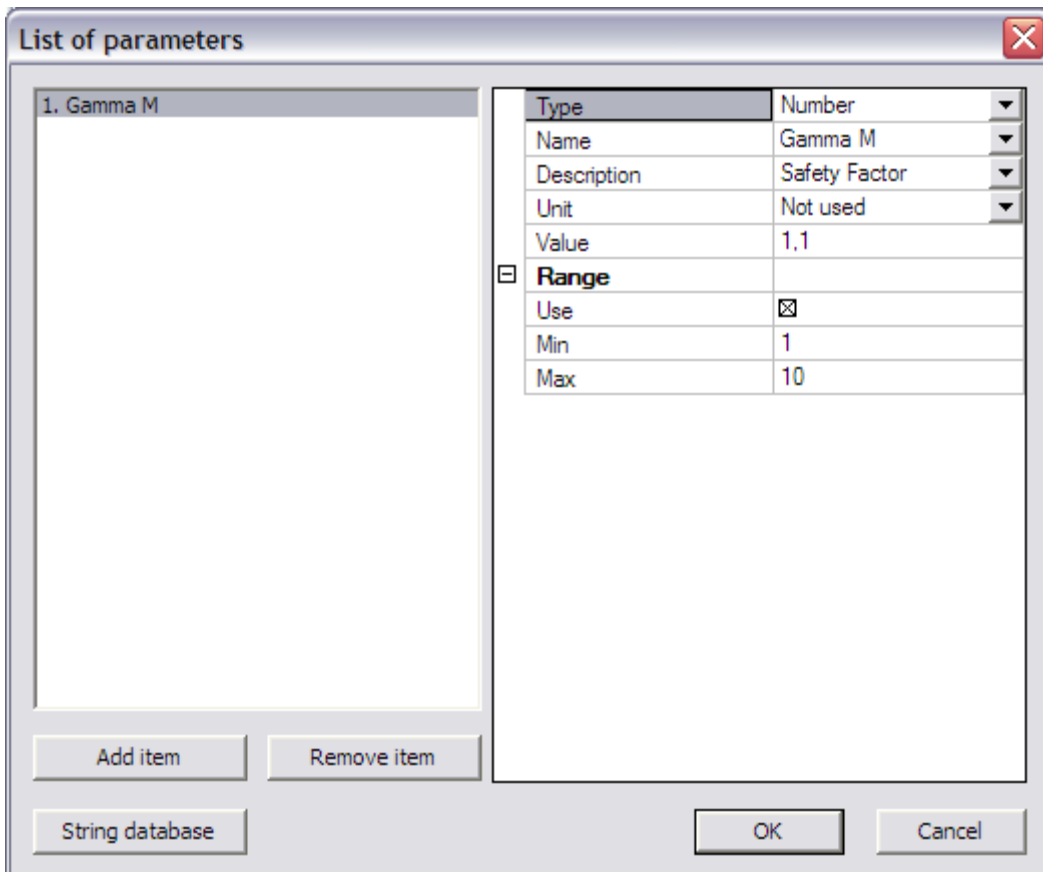 List of parameters
1. Gamma M
Type Number
Name Gamma M
Description Safety Factor
Unit Not used
Value 1,1
Range
Use
Min 1
Max 10
Add item Remove item
String database OK Cancel